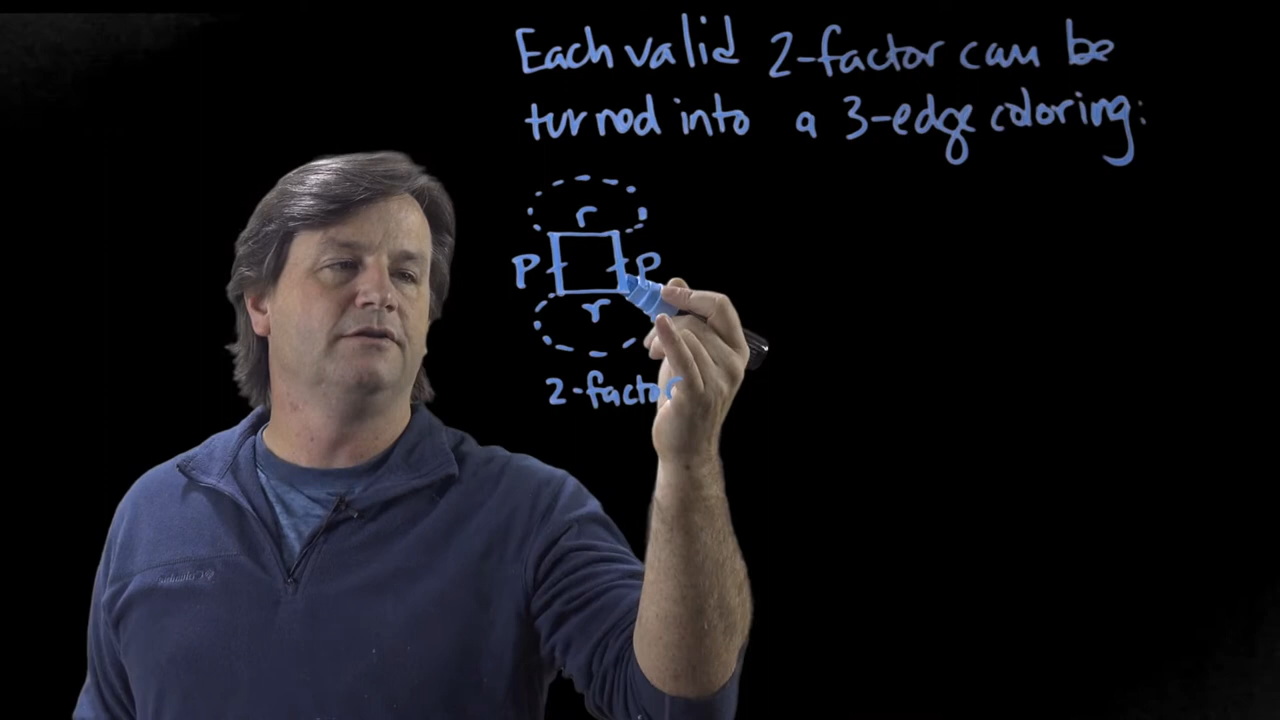 Each valid 2-factor can be
turned into a 3-edge coloring:
r
P P
r
2-factor